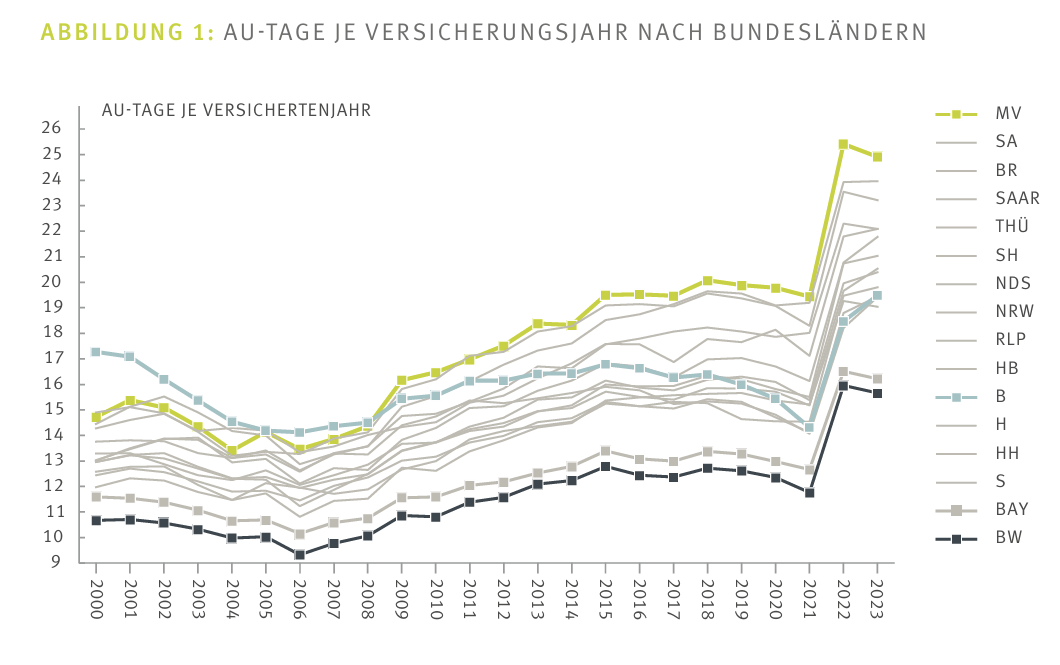 ABBILDUNG 1: AU-TAGE JE VERSICHERUNGSJAHR NACH BUNDESLÄNDERN
AU-TAGE JE VERSICHERTENJAHR
26
25
24
23
22
21
20
19
18
17
16
15
14
13
12
11
10
9
2000
2001
2002
2003
2004
2005
2006
2007
2008
2009
2010
2011
2012
2013
2014
2015
2016
2017
2018
2019
2020
2021
2022
2023
MV
SA
BR
SAAR
THÜ
SH
NDS
NRW
RLP
HB
B
H
HH
S
BAY
BW